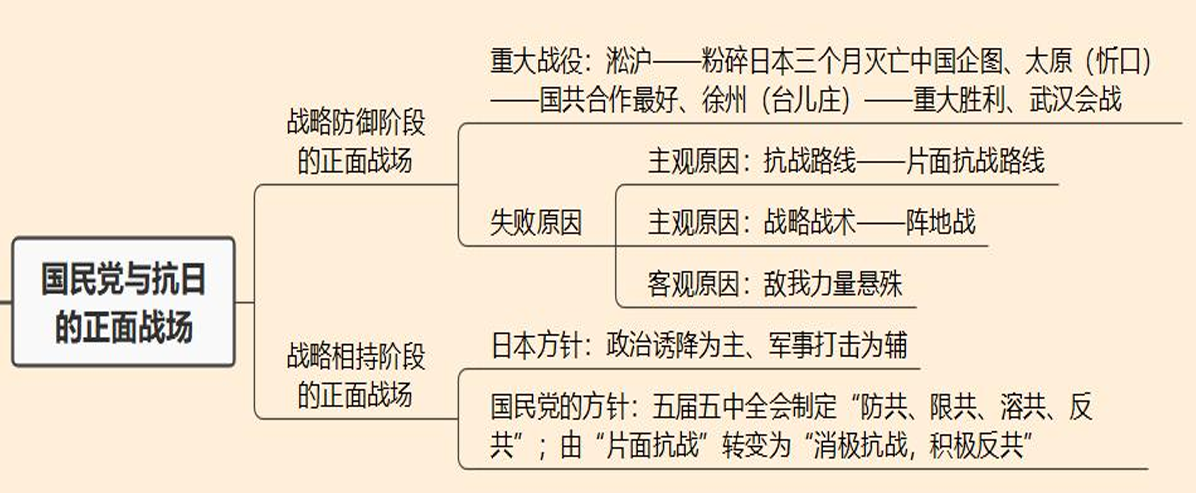 国民党与抗日
的正面战场
战略防御阶段
的正面战场
重大战役：淞沪——粉碎日本三个月灭亡中国企图、太原（忻口）
——国共合作最好、徐州（台儿庄）——重大胜利、武汉会战
失败原因
主观原因：抗战路线——片面抗战路线
主观原因：战略战术——阵地战
客观原因：敌我力量悬殊
战略相持阶段
的正面战场
日本方针：政治诱降为主、军事打击为辅
国民党的方针：五届五中全会制定“防共、限共、溶共、反
共”；由“片面抗战”转变为“消极抗战，积极反共”